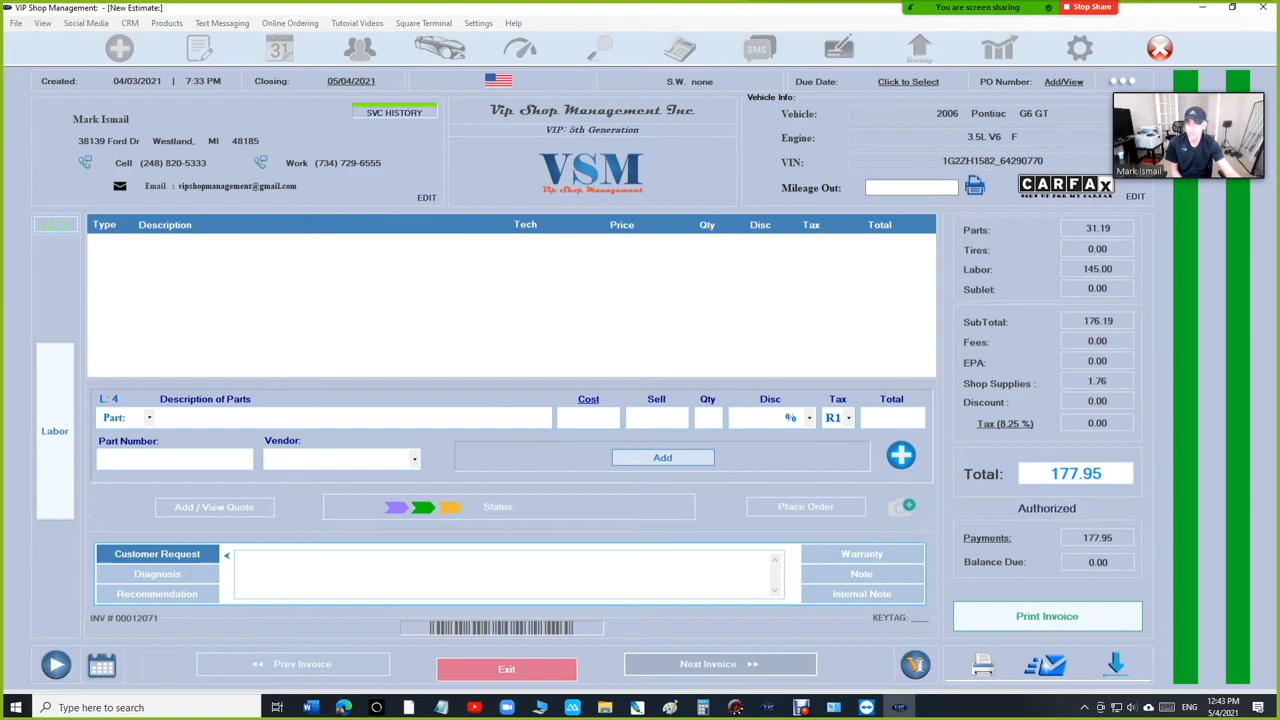 VIP Shop Management: - [New Estimate:]
You are screen sharing
Stop Share
File View Social Media CRM Products Text Messaging Online Ordering Tutorial Videos Square Terminal Settings Help
31
SMS
Backup
Created: 04/03/2021 | 7:33 PM Closing: 05/04/2021 S.W. none Due Date: Click to Select PO Number: Add/View
Mark Ismail
SVC HISTORY
38139 Ford Dr Westland, MI 48185
Cell (248) 820-5333 Work (734) 729-6555
Email : vipshopmanagement@gmail.com
EDIT
Vip Shop Management Inc
VIP: 5th Generation
VSM
Vip Shop Management
Vehicle Info:
Vehicle: 2006 Pontiac G6 GT
Engine: 3.5L V6 F
VIN: 1G2ZH1582_64290770
Mileage Out:
CARFAX
SIGN UP FOR MY CARFAX
EDIT
Mark Ismail
Type Description Tech Price Qty Disc Tax Total
Labor
L: 4 Description of Parts Cost Sell Qty Disc Tax Total
Part: % R1
Part Number: Vendor:
Add
Add / View Quote Status: Place Order
Customer Request Warranty
Diagnosis Note
Recommendation Internal Note
INV # 00012071 KEYTAG: ___
Prev Invoice Exit Next Invoice
Parts: 31.19
Tires: 0.00
Labor: 145.00
Sublet: 0.00
SubTotal: 176.19
Fees: 0.00
EPA: 0.00
Shop Supplies : 1.76
Discount : 0.00
Tax (8.25 %) 0.00
Total: 177.95
Authorized
Payments: 177.95
Balance Due: 0.00
Print Invoice
Type here to search
12:43 PM
5/4/2021